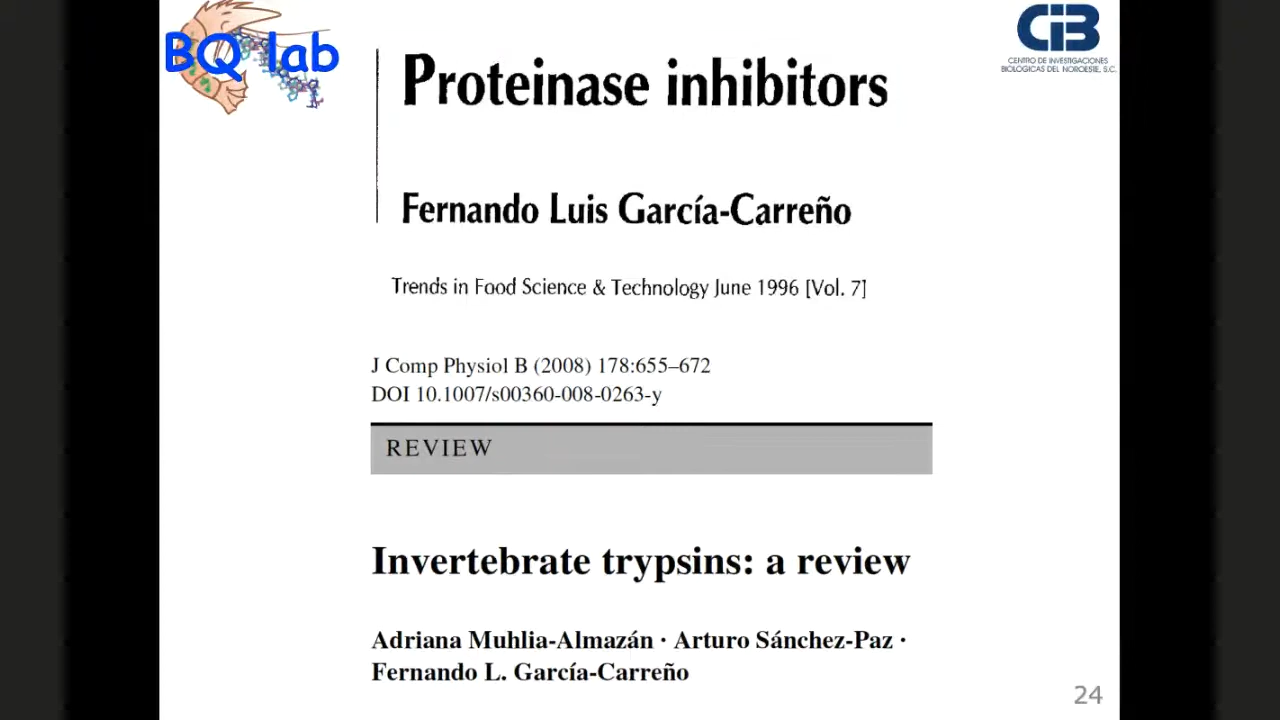 BQ lab
CIB
CENTRO DE INVESTIGACIONES
BIOLOGICAS DEL NOROESTE, S.C.
Proteinase inhibitors
Fernando Luis García-Carreño
Trends in Food Science & Technology June 1996 [Vol. 7]
J Comp Physiol B (2008) 178:655–672
DOI 10.1007/s00360-008-0263-y
REVIEW
Invertebrate trypsins: a review
Adriana Muhlia-Almazán · Arturo Sánchez-Paz ·
Fernando L. García-Carreño
24